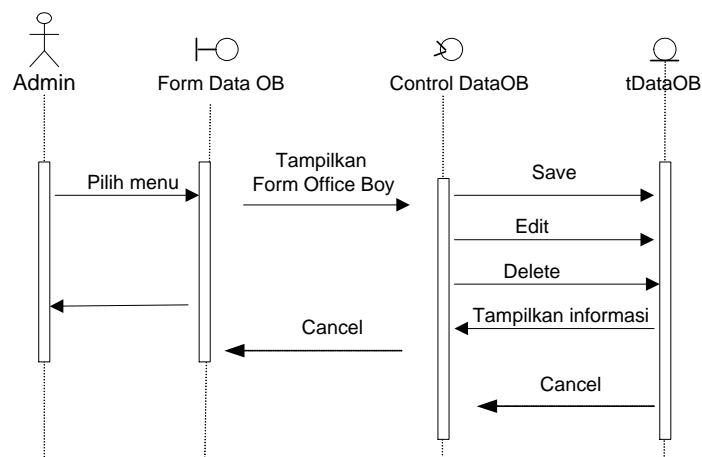 Admin
Form Data OB
Control DataOB
tDataOB
Pilih menu
Tampilkan
Form Office Boy
Save
Edit
Delete
Tampilkan informasi
Cancel
Cancel